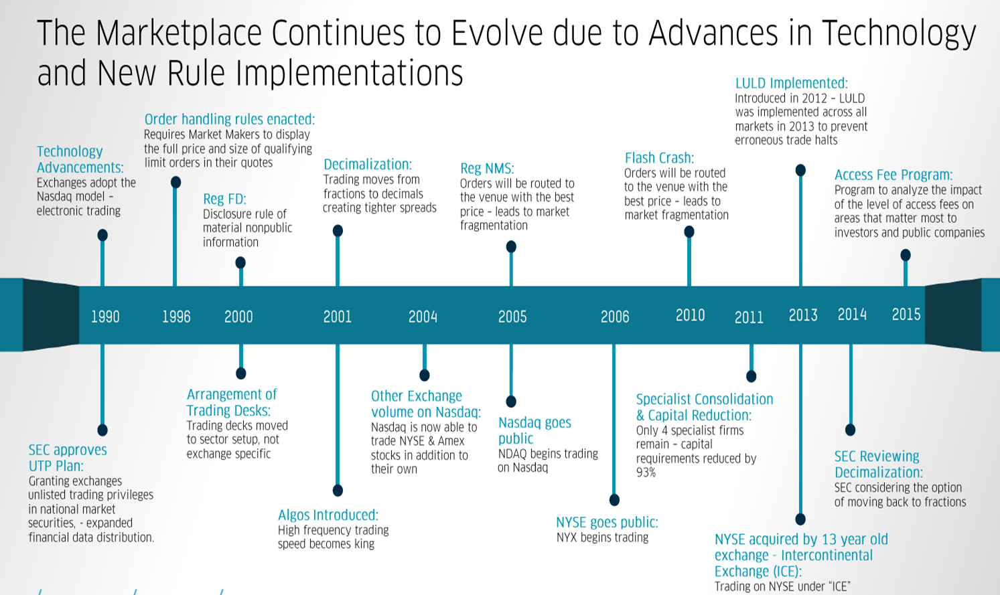 The Marketplace Continues to Evolve due to Advances in Technology
and New Rule Implementations
Technology
Advancements:
Exchanges adopt the
Nasdaq model –
electronic trading
Order handling rules enacted:
Requires Market Makers to display
the full price and size of qualifying
limit orders in their quotes
Reg FD:
Disclosure rule of
material nonpublic
information
Decimalization:
Trading moves from
fractions to decimals
creating tighter spreads
Reg NMS:
Orders will be routed to
the venue with the best
price – leads to market
fragmentation
Flash Crash:
Orders will be routed
to the venue with the
best price – leads to
market fragmentation
LULD Implemented:
Introduced in 2012 – LULD
was implemented across all
markets in 2013 to prevent
erroneous trade halts
Access Fee Program:
Program to analyze the impact
of the level of access fees on
areas that matter most to
investors and public companies
1990 1996 2000 2001 2004 2005 2006 2010 2011 2013 2014 2015
SEC approves
UTP Plan:
Granting exchanges
unlisted trading privileges
in national market
securities, - expanded
financial data distribution.
Arrangement of
Trading Desks:
Trading decks moved
to sector setup, not
exchange specific
Algos Introduced:
High frequency trading
speed becomes king
Other Exchange
volume on Nasdaq:
Nasdaq is now able to
trade NYSE & Amex
stocks in addition to
their own
Nasdaq goes
public
NDAQ begins trading
on Nasdaq
NYSE goes public:
NYX begins trading
Specialist Consolidation
& Capital Reduction:
Only 4 specialist firms
remain – capital
requirements reduced by
93%
NYSE acquired by 13 year old
exchange - Intercontinental
Exchange (ICE):
Trading on NYSE under “ICE”
SEC Reviewing
Decimalization:
SEC considering the option
of moving back to fractions